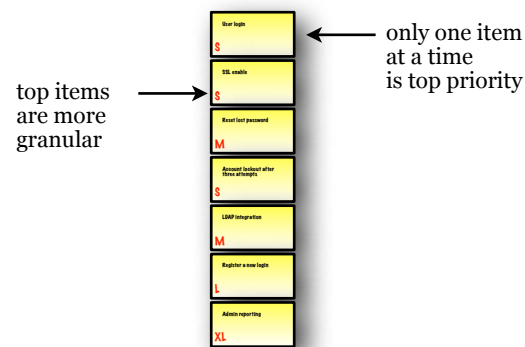 User login
S
only one item
at a time
is top priority
SSL enable
S
top items
are more
granular
Reset lost password
M
Account lockout after
three attempts
S
LDAP integration
M
Register a new login
L
Admin reporting
XL